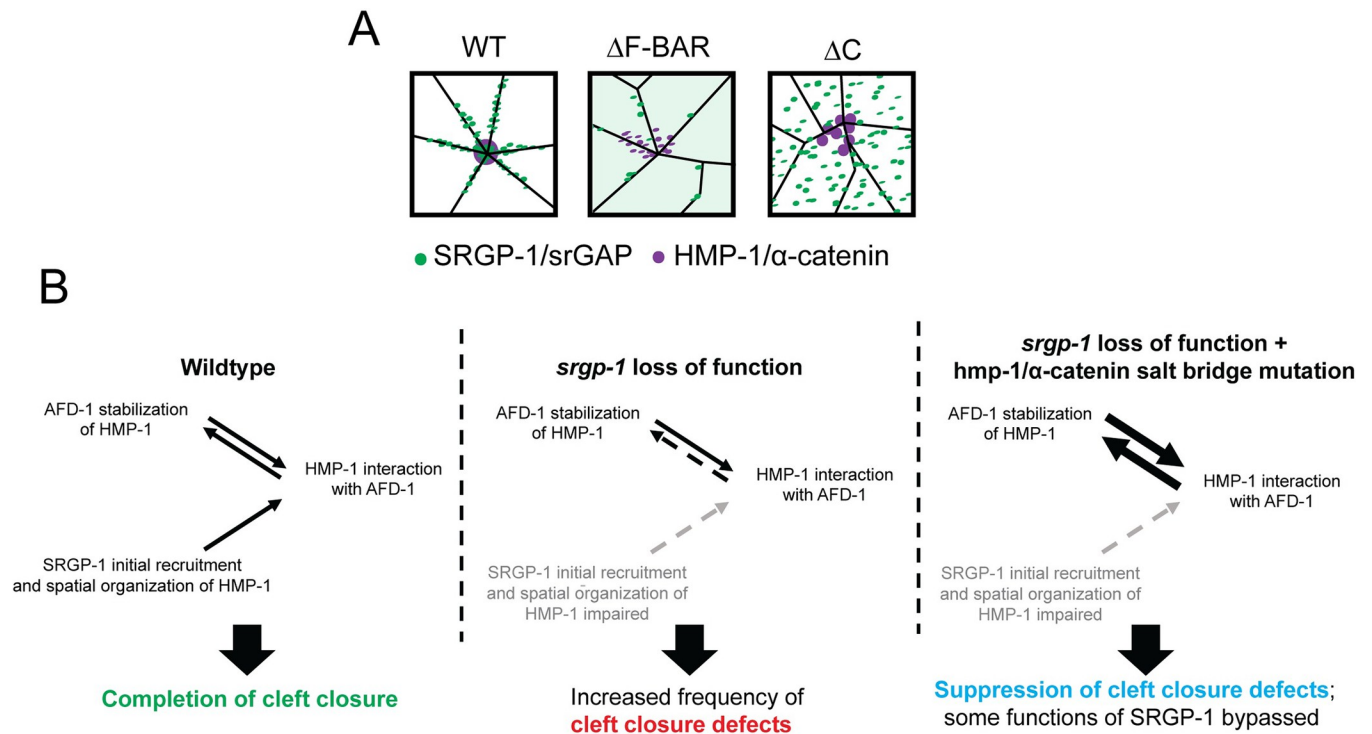 A
WT
ΔF-BAR
ΔC
SRGP-1/srGAP
HMP-1/α-catenin
B
Wildtype
AFD-1 stabilization
of HMP-1
HMP-1 interaction
with AFD-1
SRGP-1 initial recruitment
and spatial organization of HMP-1
Completion of cleft closure
srgp-1 loss of function
AFD-1 stabilization
of HMP-1
HMP-1 interaction
with AFD-1
SRGP-1 initial recruitment
and spatial organization of
HMP-1 impaired
Increased frequency of
cleft closure defects
srgp-1 loss of function +
hmp-1/α-catenin salt bridge mutation
AFD-1 stabilization
of HMP-1
HMP-1 interaction
with AFD-1
SRGP-1 initial recruitment
and spatial organization of
HMP-1 impaired
Suppression of cleft closure defects;
some functions of SRGP-1 bypassed